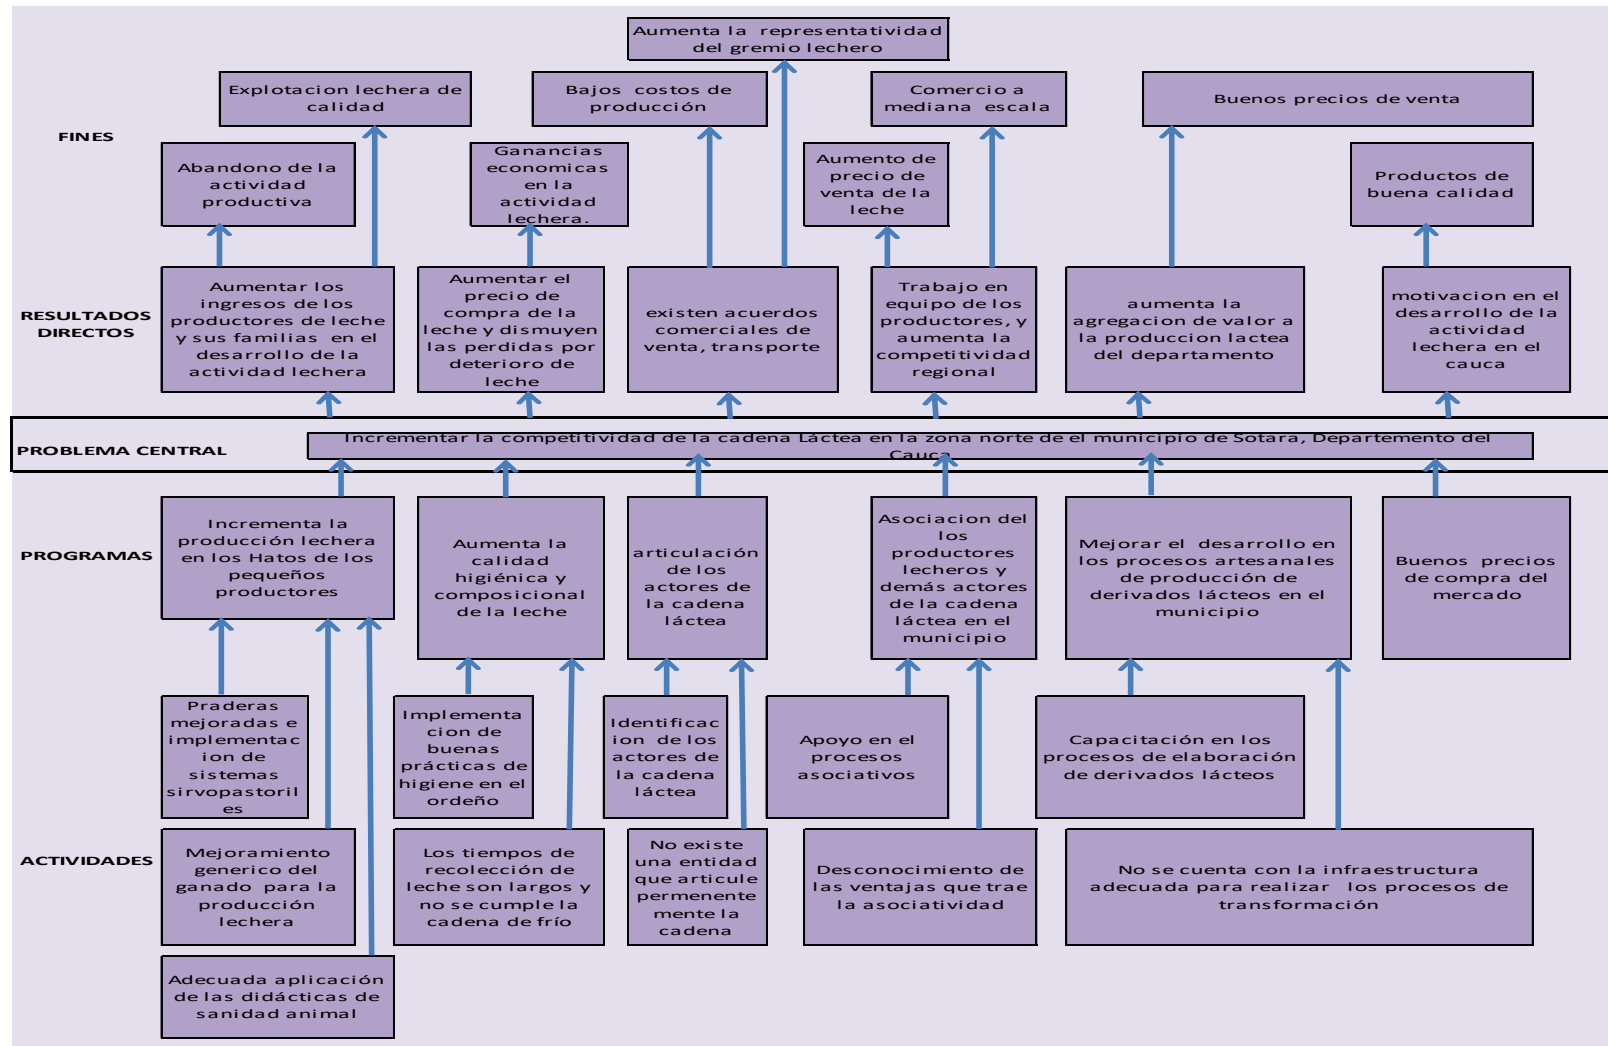 Aumenta la representatividad
del gremio lechero
Explotacion lechera de
calidad
Bajos costos de
producción
Comercio a
mediana escala
Buenos precios de venta
FINES
Abandono de la
actividad
productiva
Ganancias
economicas
en la
actividad
lechera.
Aumento de
precio de
venta de la
leche
Productos de
buena calidad
RESULTADOS
DIRECTOS
Aumentar los
ingresos de los
productores de leche
y sus familias en el
desarrollo de la
actividad lechera
Aumentar el
precio de
compra de la
leche y dismuyen
las perdidas por
deterioro de
leche
existen acuerdos
comerciales de
venta, transporte
Trabajo en
equipo de los
productores, y
aumenta la
competitividad
regional
aumenta la
agregacion de valor a
la produccion lactea
del departamento
motivacion en el
desarrollo de la
actividad
lechera en el
cauca
PROBLEMA CENTRAL
Incrementar la competitividad de la cadena Láctea en la zona norte de el municipio de Sotara, Departemento del
Cauca
PROGRAMAS
Incrementa la
producción lechera
en los Hatos de los
pequeños
productores
Aumenta la
calidad
higiénica y
composicional
de la leche
articulación
de los
actores de
la cadena
láctea
Asociacion del
los
productores
lecheros y
demás actores
de la cadena
láctea en el
municipio
Mejorar el desarrollo en
los procesos artesanales
de producción de
derivados lácteos en el
municipio
Buenos precios
de compra del
mercado
ACTIVIDADES
Praderas
mejoradas e
implementac
ion de
sistemas
sirvopastoril
es
Implementa
cion de
buenas
prácticas de
higiene en el
ordeño
Identificac
ion de los
actores de
la cadena
láctea
Apoyo en el
procesos
asociativos
Capacitación en los
procesos de elaboración
de derivados lácteos
Mejoramiento
generico del
ganado para la
producción
lechera
Los tiempos de
recolección de
leche son largos y
no se cumple la
cadena de frío
No existe
una entidad
que articule
permenente
mente la
cadena
Desconocimiento de
las ventajas que trae
la asociatividad
No se cuenta con la infraestructura
adecuada para realizar los procesos de
transformación
Adecuada aplicación
de las didácticas de
sanidad animal